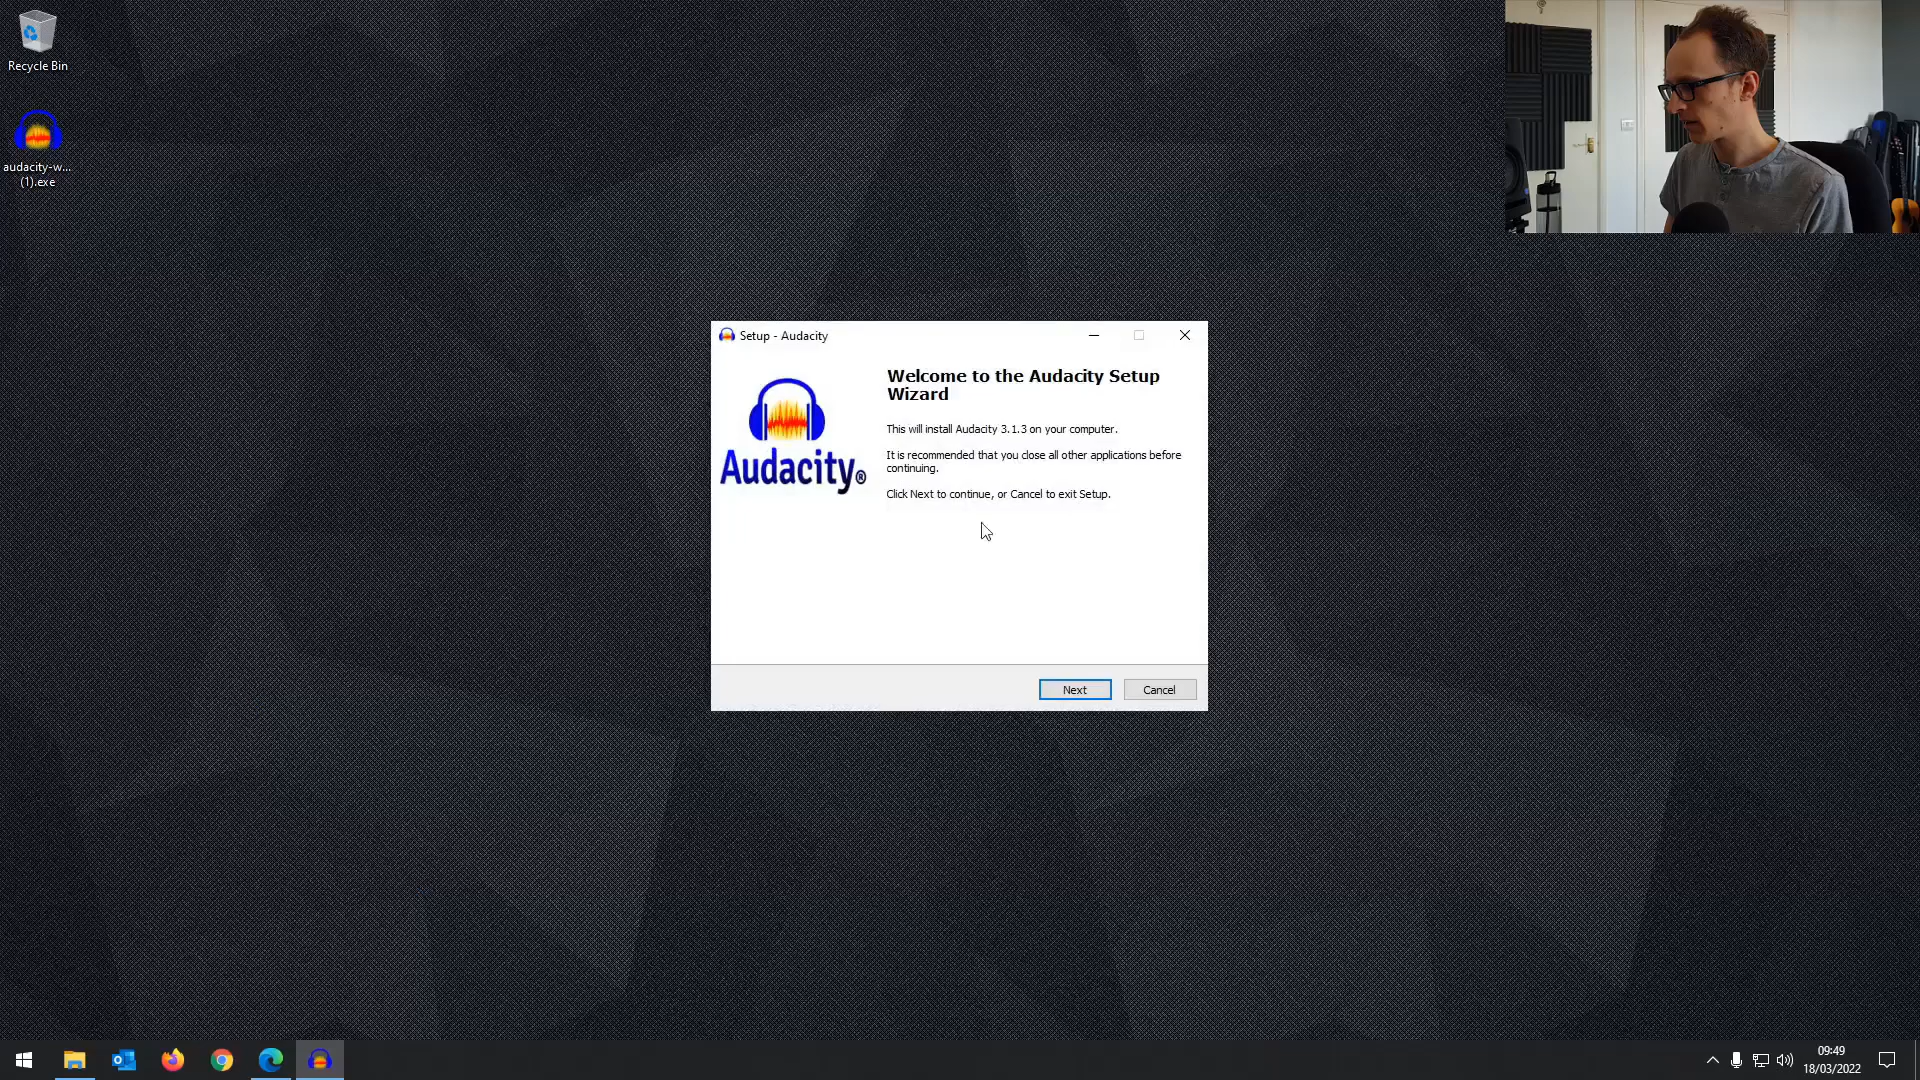 Recycle Bin
audacity-w...
(1).exe
Setup - Audacity
Audacity®
Welcome to the Audacity Setup
Wizard
This will install Audacity 3.1.3 on your computer.
It is recommended that you close all other applications before
continuing.
Click Next to continue, or Cancel to exit Setup.
Next
Cancel
09:49
18/03/2022